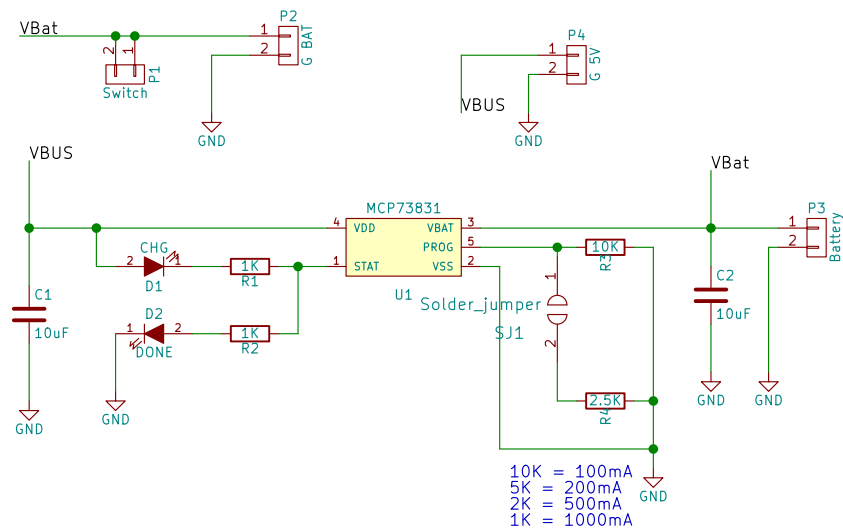 VBat
2
1
Switch
P1
P2
1
2
G BAT
GND
P4
1
2
G 5V
VBUS
GND
VBUS
C1
10uF
GND
CHG
2
1
D1
1K
R1
D2
1
2
DONE
1K
R2
GND
MCP73831
4
VDD
VBAT
3
PROG
5
1
STAT
VSS
2
U1
Solder_jumper
SJ1
1
2
10K
R3
2.5K
R4
GND
VBat
C2
10uF
GND
P3
1
2
Battery
GND
10K = 100mA
5K = 200mA
2K = 500mA
1K = 1000mA